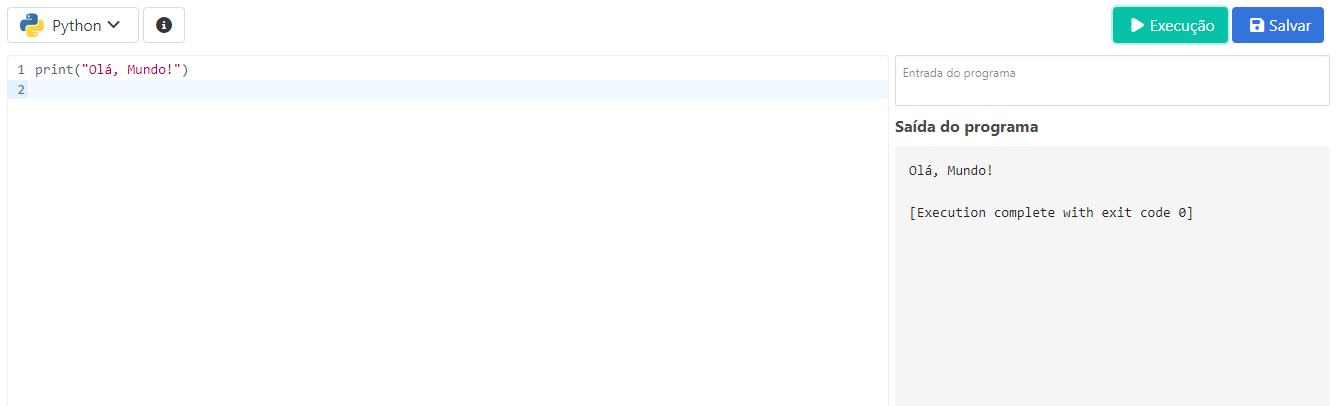 Python
Execução
Salvar
1 print("Olá, Mundo!")
2
Entrada do programa
Saída do programa
Olá, Mundo!
[Execution complete with exit code 0]